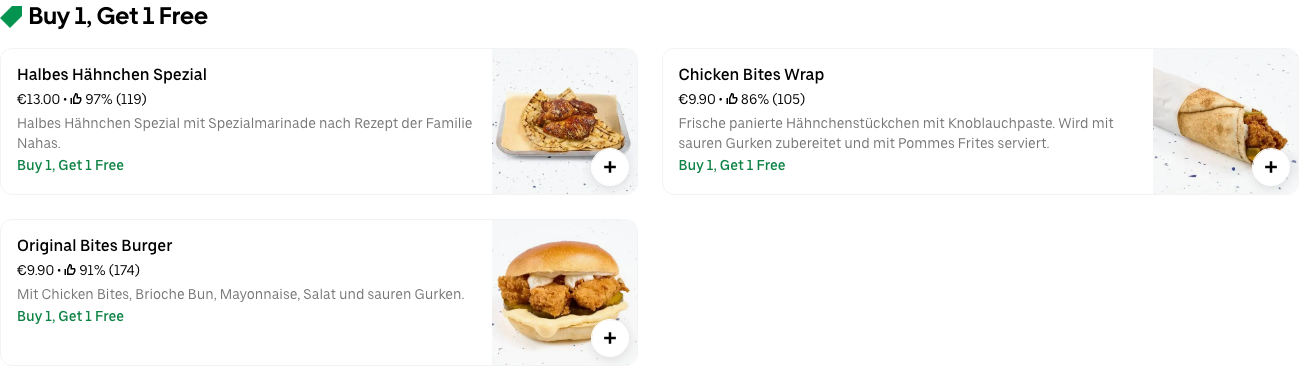 Buy 1, Get 1 Free
Halbes Hähnchen Spezial
€13.00 • 97% (119)
Halbes Hähnchen Spezial mit Spezialmarinade nach Rezept der Familie
Nahas.
Buy 1, Get 1 Free
Chicken Bites Wrap
€9.90 • 86% (105)
Frische panierte Hähnchenstückchen mit Knoblauchpaste. Wird mit
sauren Gurken zubereitet und mit Pommes Frites serviert.
Buy 1, Get 1 Free
Original Bites Burger
€9.90 • 91% (174)
Mit Chicken Bites, Brioche Bun, Mayonnaise, Salat und sauren Gurken.
Buy 1, Get 1 Free